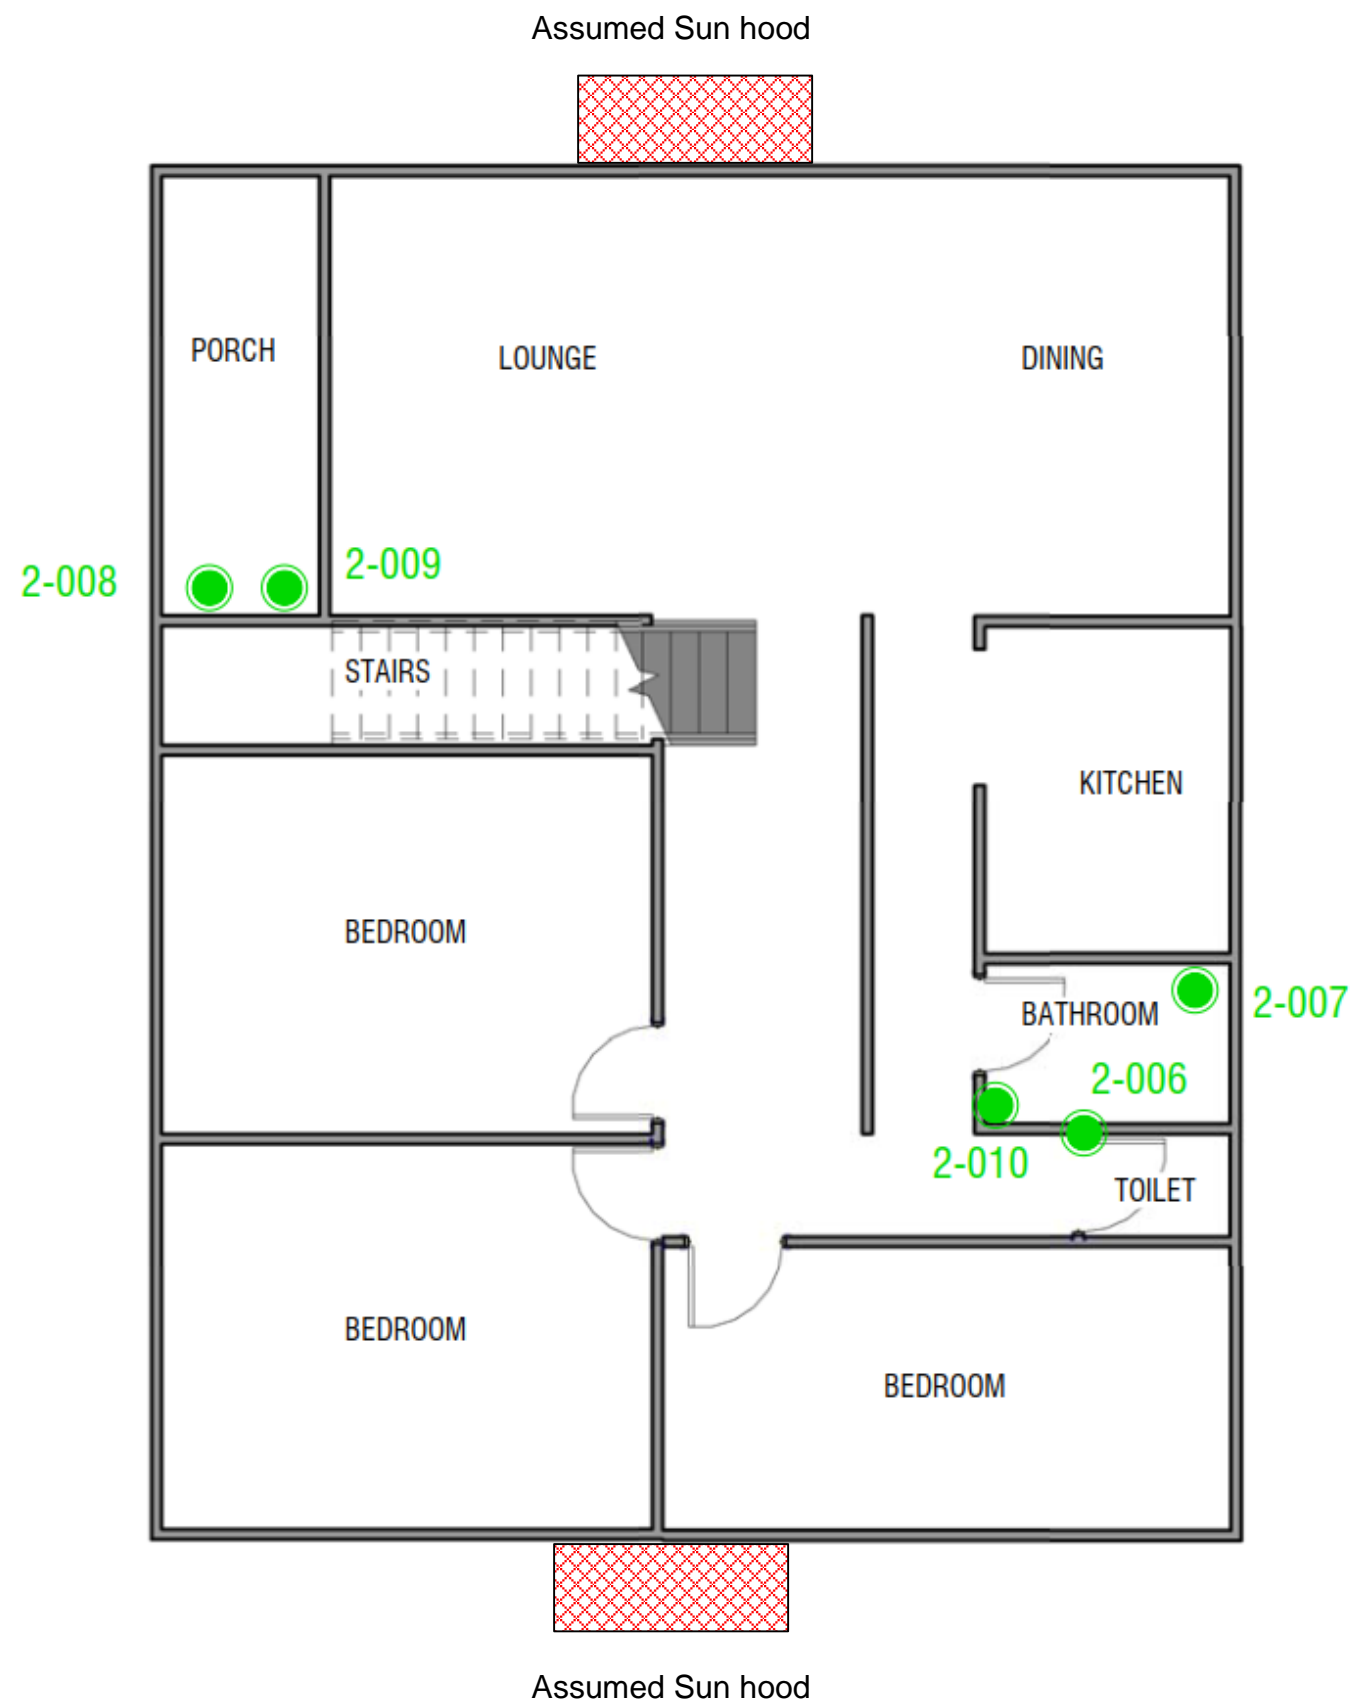 Assumed Sun hood
PORCH
LOUNGE
DINING
2-008
2-009
STAIRS
KITCHEN
BEDROOM
BATHROOM
2-007
2-006
2-010
TOILET
BEDROOM
BEDROOM
Assumed Sun hood